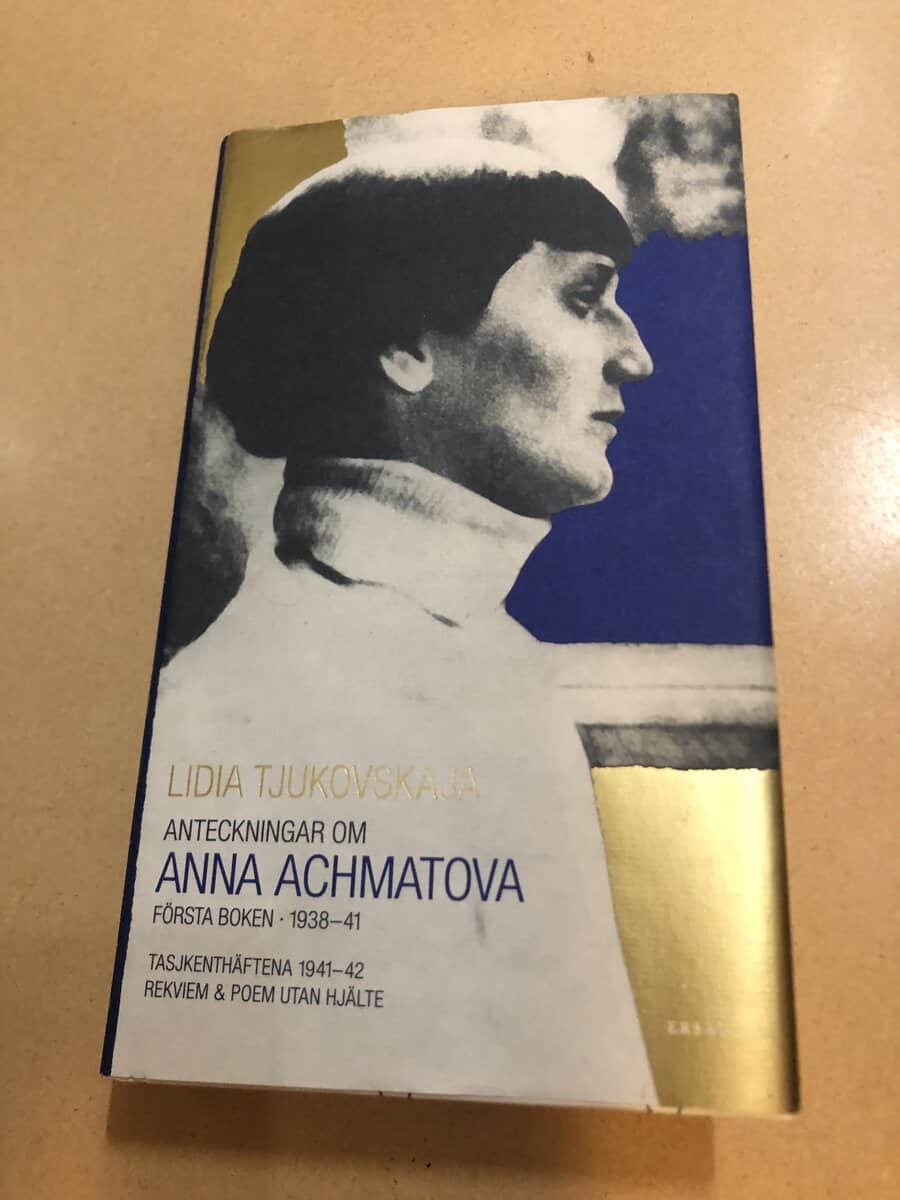 LIDIA TJUKOVSKAJA
ANTECKNINGAR OM
ANNA ACHMATOVA
FÖRSTA BOKEN · 1938–41
TASJKENTHÄFTENA 1941–42
REKVIEM & POEM UTAN HJÄLTE